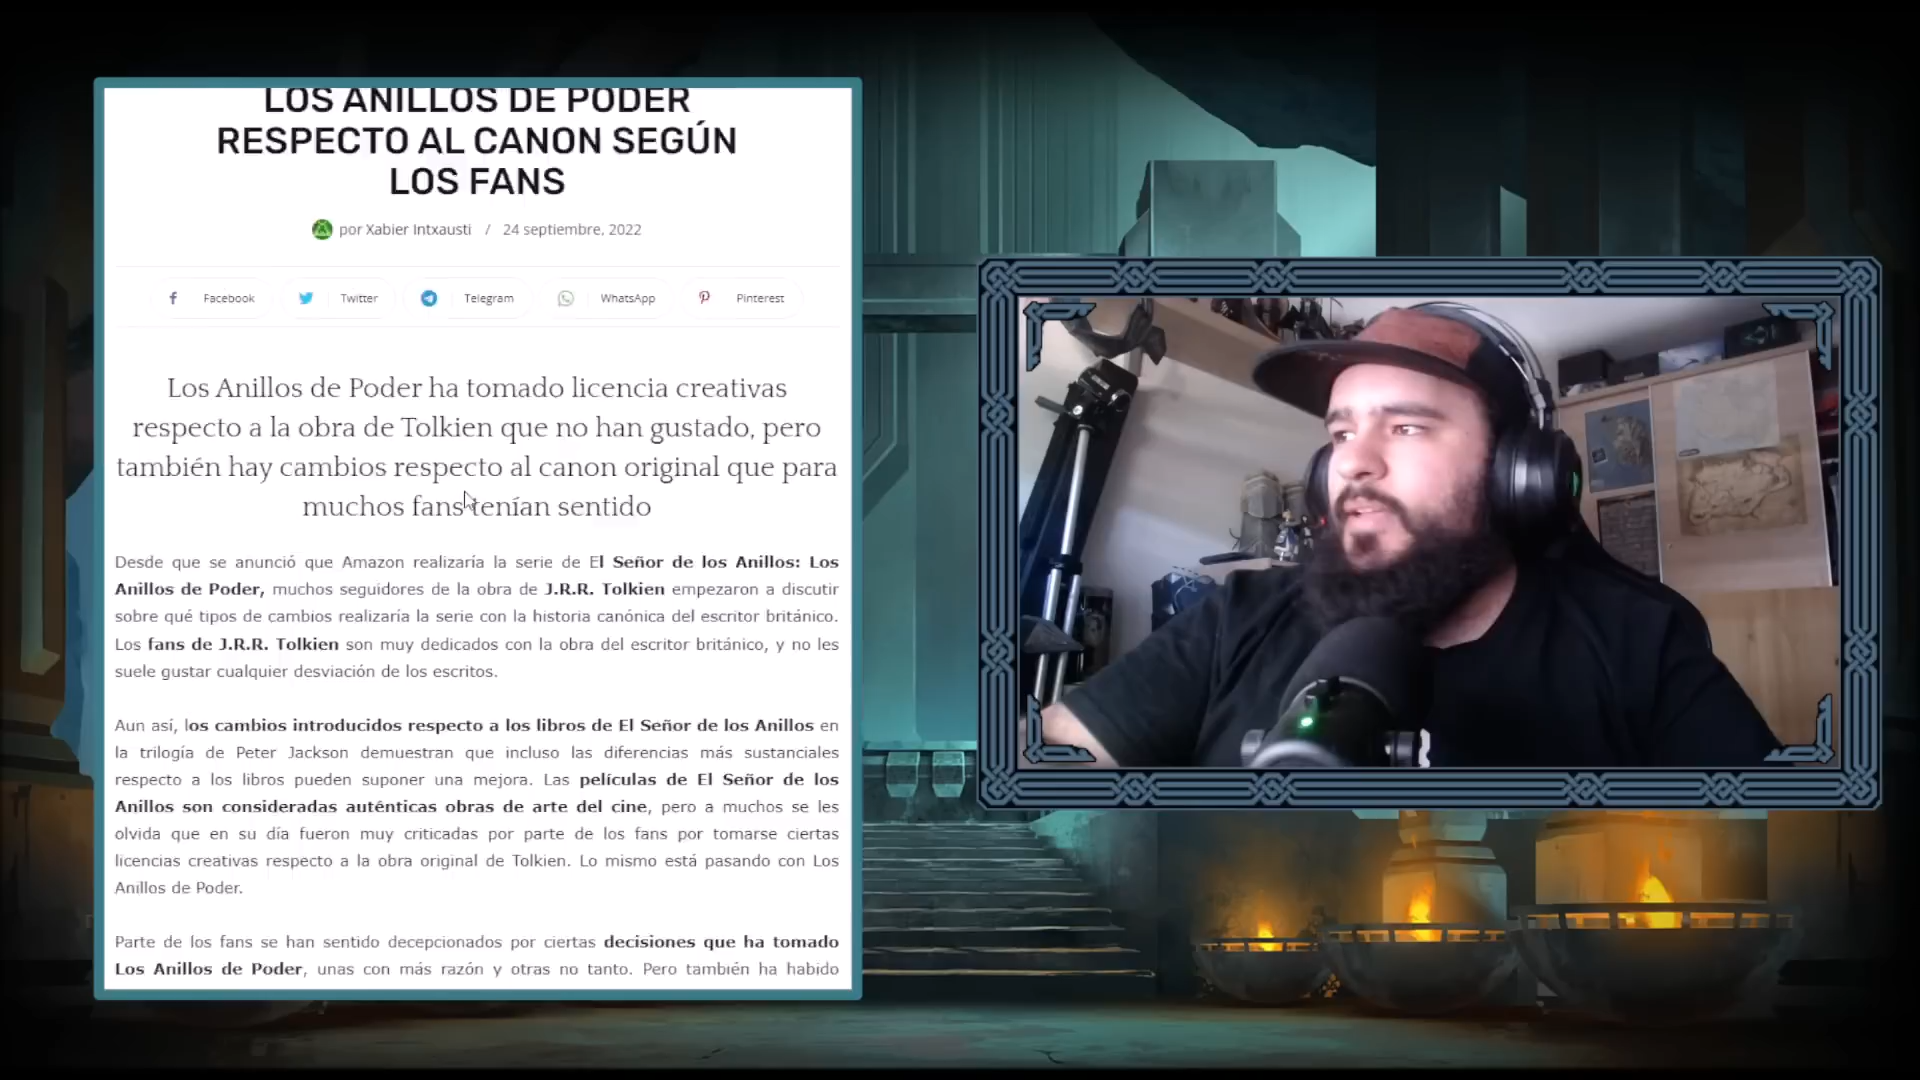 LOS ANILLOS DE PODER
RESPECTO AL CANON SEGÚN
LOS FANS
por Xabier Intxausti / 24 septiembre, 2022
Facebook Twitter Telegram WhatsApp Pinterest
Los Anillos de Poder ha tomado licencia creativas
respecto a la obra de Tolkien que no han gustado, pero
también hay cambios respecto al canon original que para
muchos fans tenían sentido
Desde que se anunció que Amazon realizaría la serie de El Señor de los Anillos: Los
Anillos de Poder, muchos seguidores de la obra de J.R.R. Tolkien empezaron a discutir
sobre qué tipos de cambios realizaría la serie con la historia canónica del escritor británico.
Los fans de J.R.R. Tolkien son muy dedicados con la obra del escritor británico, y no les
suele gustar cualquier desviación de los escritos.
Aun así, los cambios introducidos respecto a los libros de El Señor de los Anillos en
la trilogía de Peter Jackson demuestran que incluso las diferencias más sustanciales
respecto a los libros pueden suponer una mejora. Las películas de El Señor de los
Anillos son consideradas auténticas obras de arte del cine, pero a muchos se les
olvida que en su día fueron muy criticadas por parte de los fans por tomarse ciertas
licencias creativas respecto a la obra original de Tolkien. Lo mismo está pasando con Los
Anillos de Poder.
Parte de los fans se han sentido decepcionados por ciertas decisiones que ha tomado
Los Anillos de Poder, unas con más razón y otras no tanto. Pero también ha habido